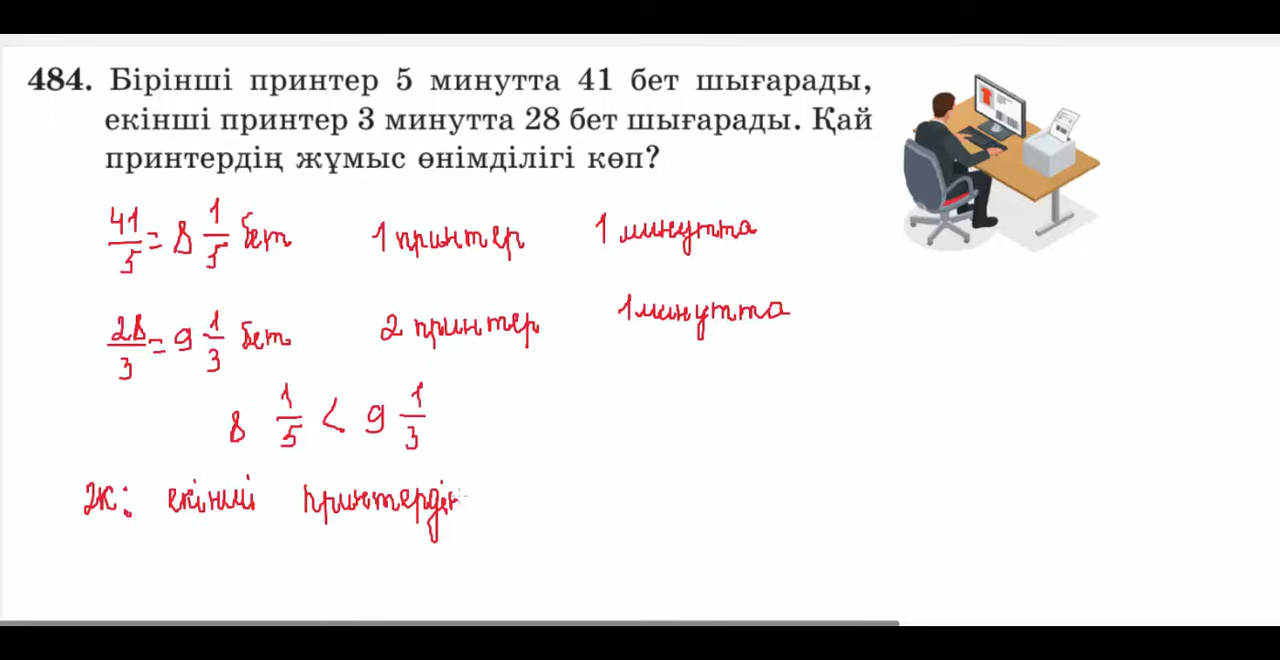 484. Бірінші принтер 5 минутта 41 бет шығарады,
екінші принтер 3 минутта 28 бет шығарады. Қай
принтердің жұмыс өнімділігі көп?
41/5 = 8 1/5 бет 1 принтер 1 минутта
28/3 = 9 1/3 бет 2 принтер 1 минутта
8 1/5 < 9 1/3
Ж: екінші принтердің